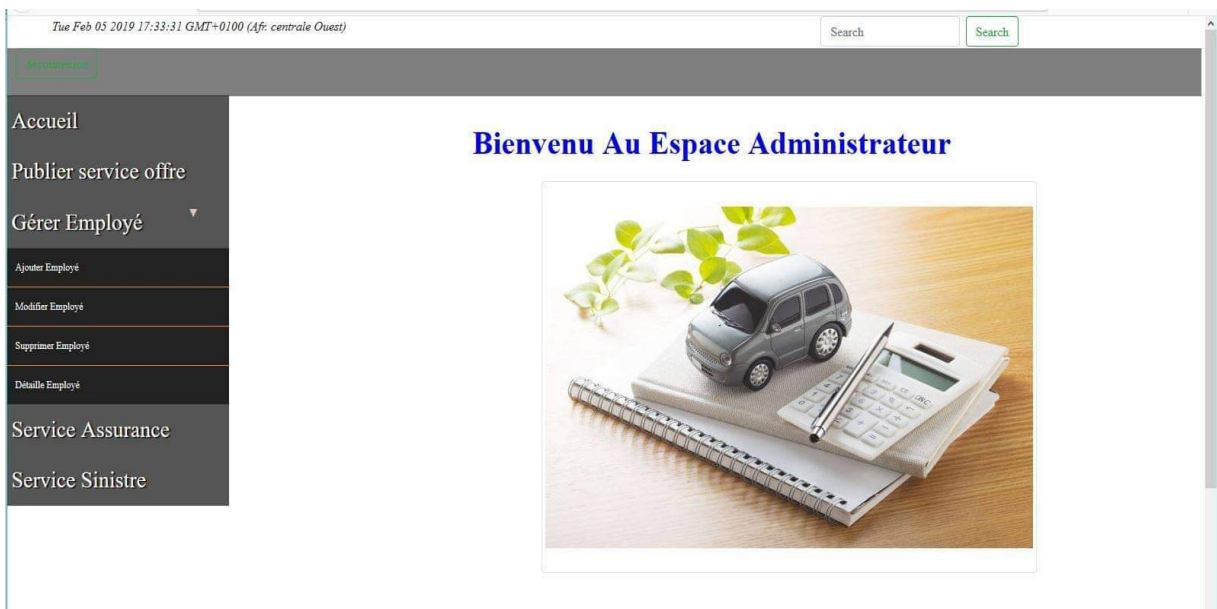 Tue Feb 05 2019 17:33:31 GMT+0100 (Afr. centrale Ouest)
Search
Search
Accueil
Bienvenu Au Espace Administrateur
Publier service offre
Gérer Employé ▼
Ajouter Employé
Modifier Employé
Supprimer Employé
Détaille Employé
Service Assurance
Service Sinistre